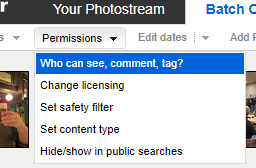 r Your Photostream Batch O
s Permissions Edit dates Add P
Who can see, comment, tag?
Change licensing
Set safety filter
Set content type
Hide/show in public searches